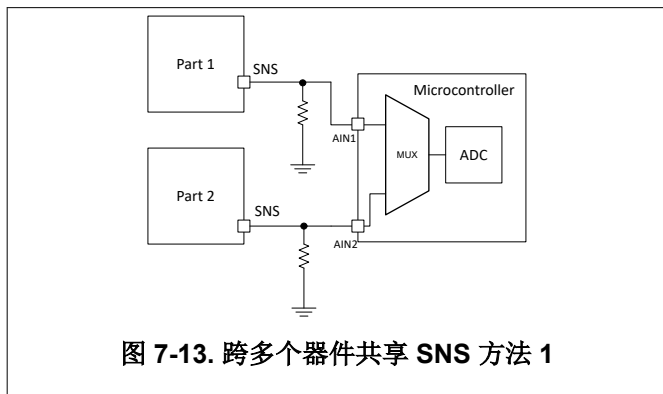 Part 1
SNS
Microcontroller
AIN1
MUX
ADC
Part 2
SNS
AIN2
图 7-13. 跨多个器件共享 SNS 方法 1